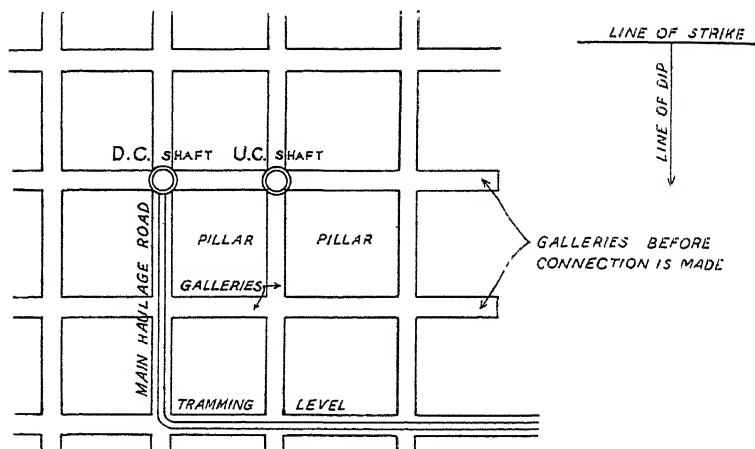 LINE OF STRIKE
LINE OF DIP
D.C. SHAFT
U.C. SHAFT
MAIN HAULAGE ROAD
PILLAR
PILLAR
GALLERIES BEFORE
CONNECTION IS MADE
GALLERIES
TRAMMING LEVEL